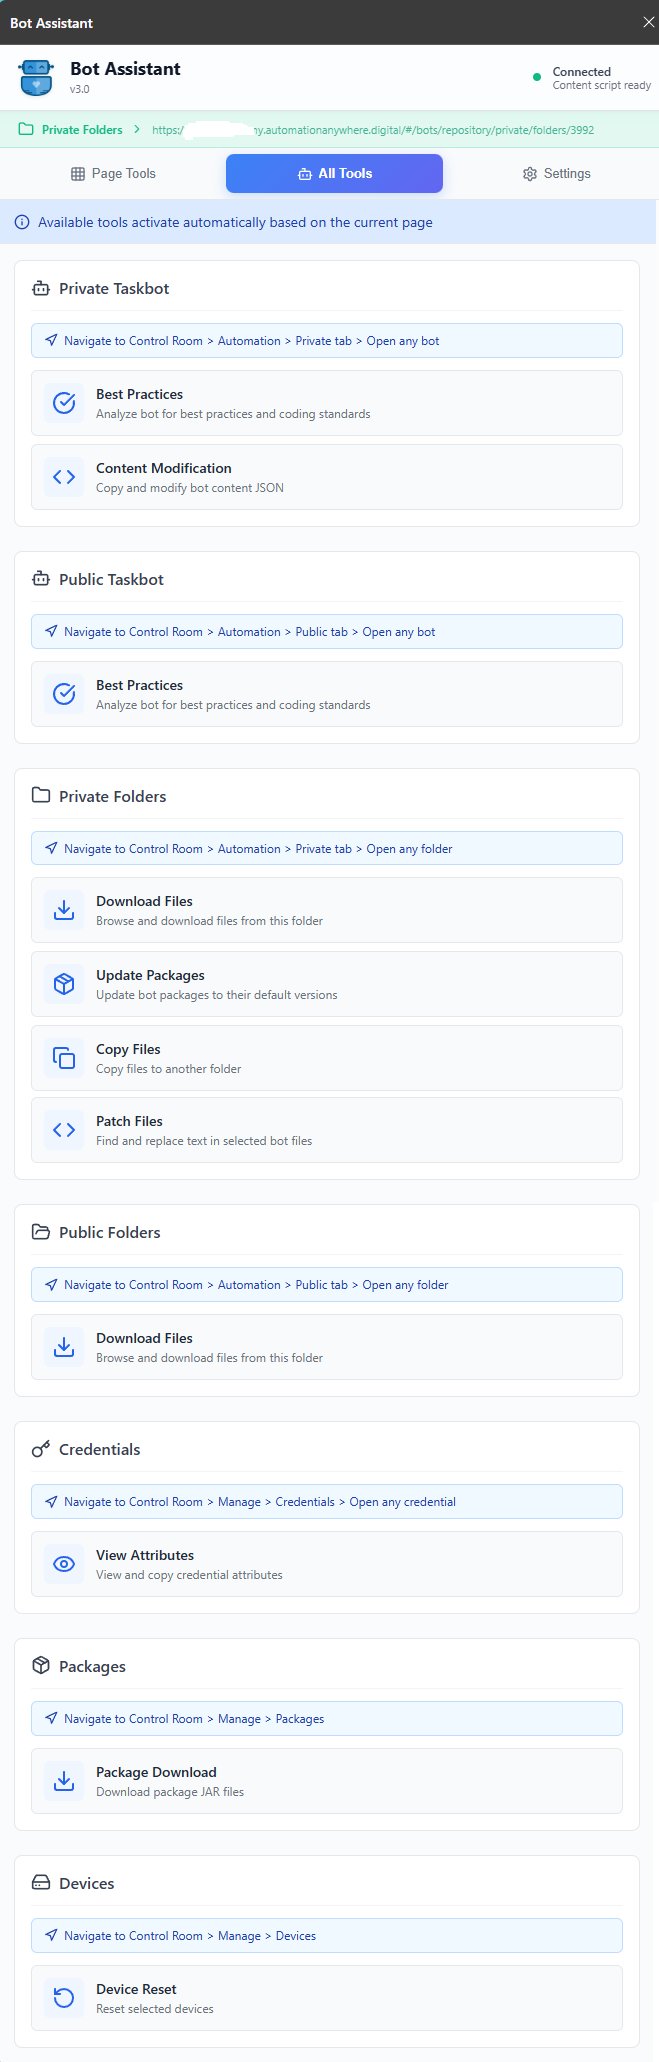 Bot Assistant
Bot Assistant
v3.0
Connected
Content script ready
Private Folders > https:/ ny.automationanywhere.digital/#/bots/repository/private/folders/3992
Page Tools
All Tools
Settings
Available tools activate automatically based on the current page
Private Taskbot
Navigate to Control Room > Automation > Private tab > Open any bot
Best Practices
Analyze bot for best practices and coding standards
Content Modification
Copy and modify bot content JSON
Public Taskbot
Navigate to Control Room > Automation > Public tab > Open any bot
Best Practices
Analyze bot for best practices and coding standards
Private Folders
Navigate to Control Room > Automation > Private tab > Open any folder
Download Files
Browse and download files from this folder
Update Packages
Update bot packages to their default versions
Copy Files
Copy files to another folder
Patch Files
Find and replace text in selected bot files
Public Folders
Navigate to Control Room > Automation > Public tab > Open any folder
Download Files
Browse and download files from this folder
Credentials
Navigate to Control Room > Manage > Credentials > Open any credential
View Attributes
View and copy credential attributes
Packages
Navigate to Control Room > Manage > Packages
Package Download
Download package JAR files
Devices
Navigate to Control Room > Manage > Devices
Device Reset
Reset selected devices